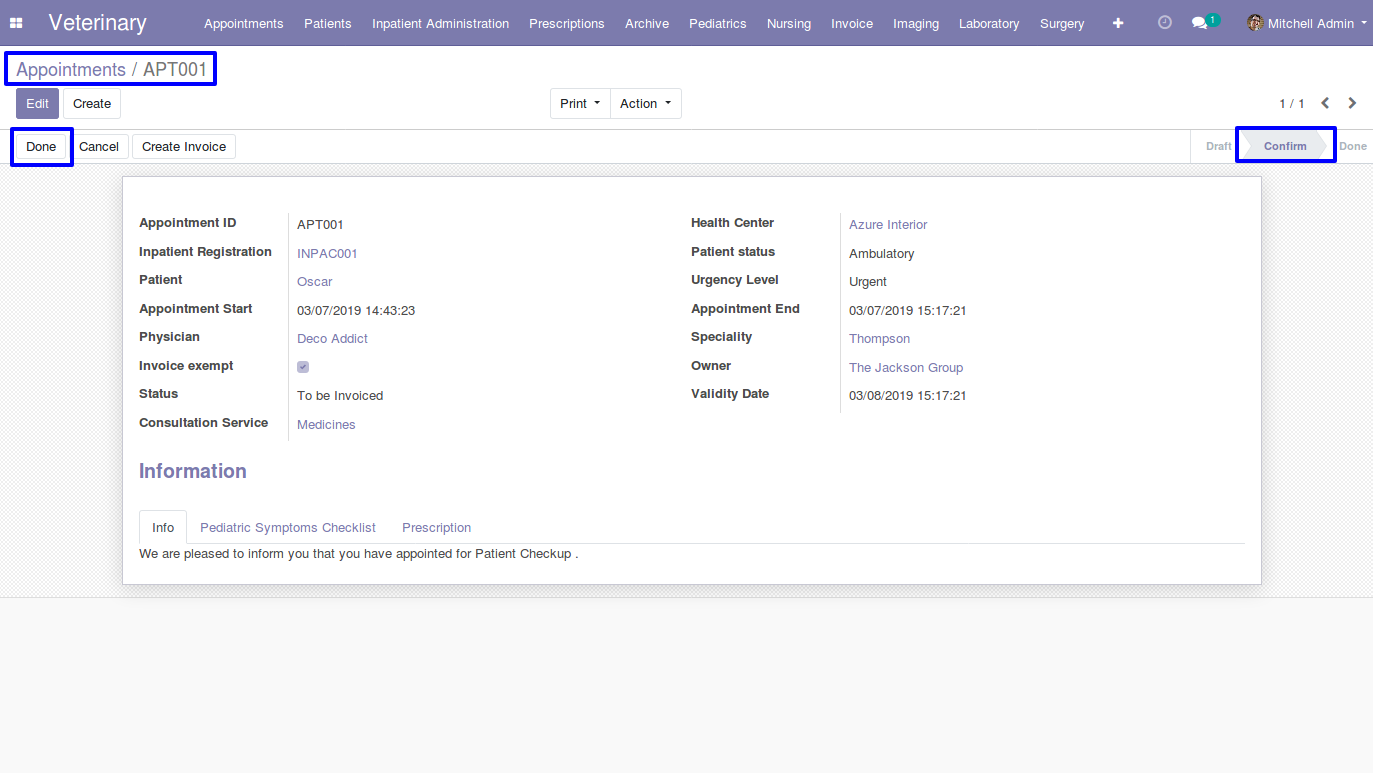 Veterinary Appointments Patients Inpatient Administration Prescriptions Archive Pediatrics Nursing Invoice Imaging Laboratory Surgery 1 Mitchell Admin
Appointments / APT001
Edit Create Print Action 1 / 1
Done Cancel Create Invoice Draft Confirm Done
Appointment ID APT001 Health Center Azure Interior
Inpatient Registration INPAC001 Patient status Ambulatory
Patient Oscar Urgency Level Urgent
Appointment Start 03/07/2019 14:43:23 Appointment End 03/07/2019 15:17:21
Physician Deco Addict Speciality Thompson
Invoice exempt Owner The Jackson Group
Status To be Invoiced Validity Date 03/08/2019 15:17:21
Consultation Service Medicines
Information
Info Pediatric Symptoms Checklist Prescription
We are pleased to inform you that you have appointed for Patient Checkup .